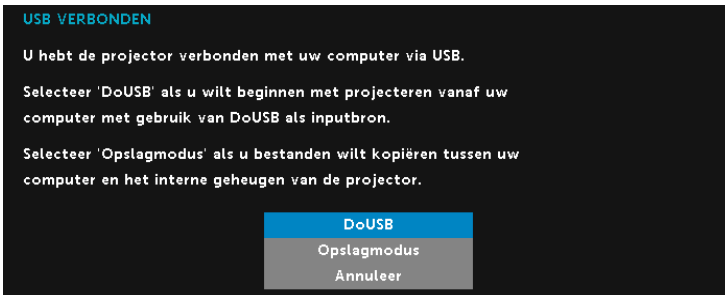 USB VERBONDEN
U hebt de projector verbonden met uw computer via USB.
Selecteer 'DoUSB' als u wilt beginnen met projecteren vanaf uw
computer met gebruik van DoUSB als inputbron.
Selecteer 'Opslagmodus' als u bestanden wilt kopiëren tussen uw
computer en het interne geheugen van de projector.
DoUSB
Opslagmodus
Annuleer